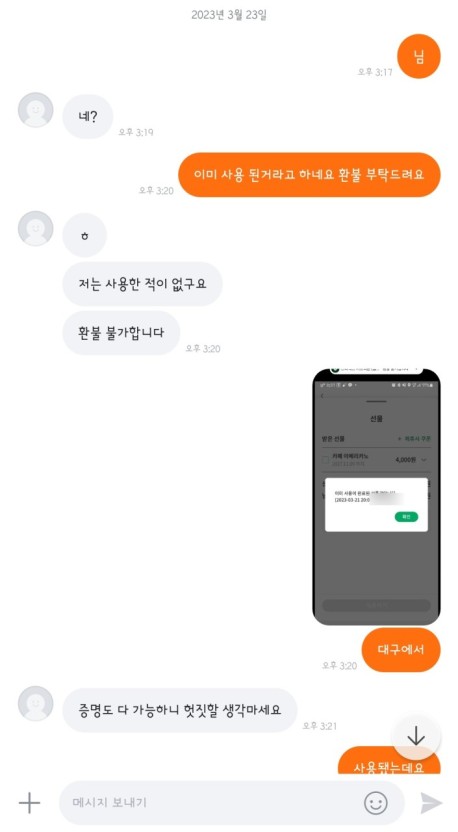 2023년 3월 23일
님
오후 3:17
네?
오후 3:19
이미 사용 된거라고 하네요 환불 부탁드려요
오후 3:20
ㅎ
저는 사용한 적이 없구요
환불 불가합니다
오후 3:20
선물
받은 선물
카페 아메리카노
4,000원
이미 사용이 완료된
(2023-03-21 20:
확인
대구에서
오후 3:20
증명도 다 가능하니 헛짓할 생각마세요
오후 3:21
사용됐는데요
메시지 보내기